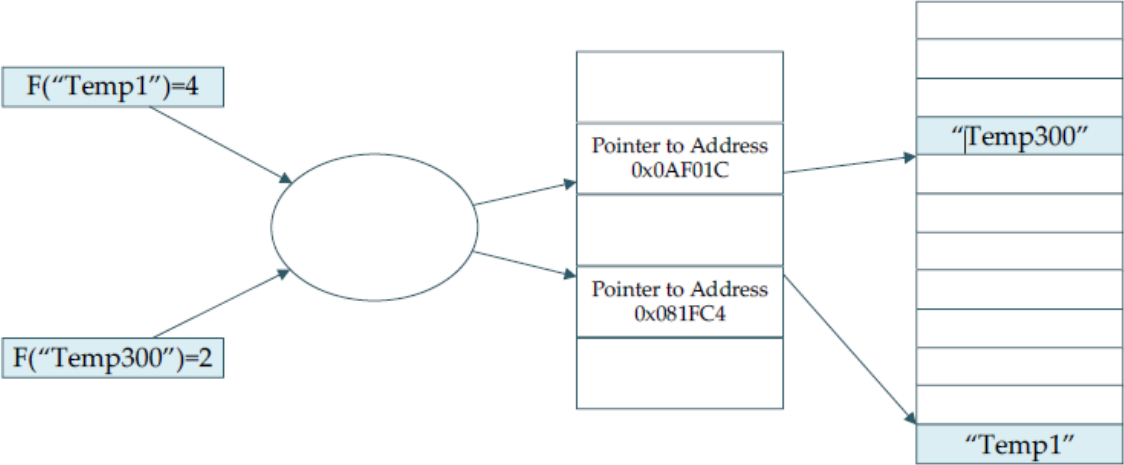 F(“Temp1”)=4
F(“Temp300”)=2
Pointer to Address
0x0AF01C
Pointer to Address
0x081FC4
“Temp300”
“Temp1”